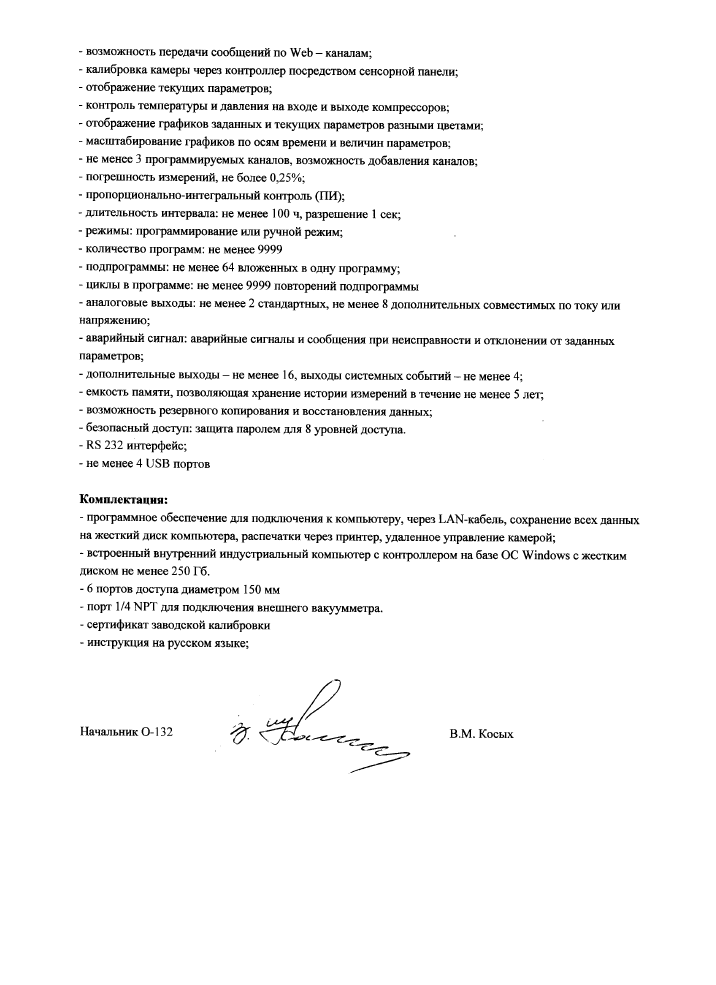 - возможность передачи сообщений по Web – каналам;
- калибровка камеры через контроллер посредством сенсорной панели;
- отображение текущих параметров;
- контроль температуры и давления на входе и выходе компрессоров;
- отображение графиков заданных и текущих параметров разными цветами;
- масштабирование графиков по осям времени и величин параметров;
- не менее 3 программируемых каналов, возможность добавления каналов;
- погрешность измерений, не более 0,25%;
- пропорционально-интегральный контроль (ПИ);
- длительность интервала: не менее 100 ч, разрешение 1 сек;
- режимы: программирование или ручной режим;
- количество программ: не менее 9999
- подпрограммы: не менее 64 вложенных в одну программу;
- циклы в программе: не менее 9999 повторений подпрограммы
- аналоговые выходы: не менее 2 стандартных, не менее 8 дополнительных совместимых по току или
напряжению;
- аварийный сигнал: аварийные сигналы и сообщения при неисправности и отклонении от заданных
параметров;
- дополнительные выходы – не менее 16, выходы системных событий – не менее 4;
- емкость памяти, позволяющая хранение истории измерений в течение не менее 5 лет;
- возможность резервного копирования и восстановления данных;
- безопасный доступ: защита паролем для 8 уровней доступа.
- RS 232 интерфейс;
- не менее 4 USB портов
Комплектация:
- программное обеспечение для подключения к компьютеру, через LAN-кабель, сохранение всех данных
на жесткий диск компьютера, распечатки через принтер, удаленное управление камерой;
- встроенный внутренний индустриальный компьютер с контроллером на базе ОС Windows с жестким
диском не менее 250 Гб.
- 6 портов доступа диаметром 150 мм
- порт 1/4 NPT для подключения внешнего вакуумметра.
- сертификат заводской калибровки
- инструкция на русском языке;
Начальник О-132 В.М. Косых